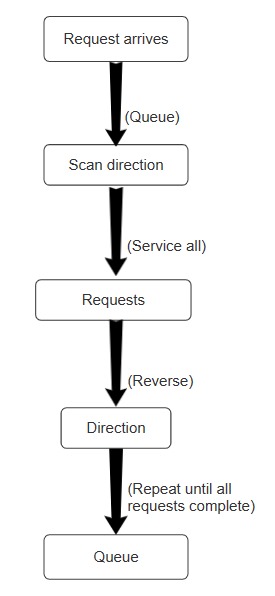 Request arrives
(Queue)
Scan direction
(Service all)
Requests
(Reverse)
Direction
(Repeat until all
requests complete)
Queue